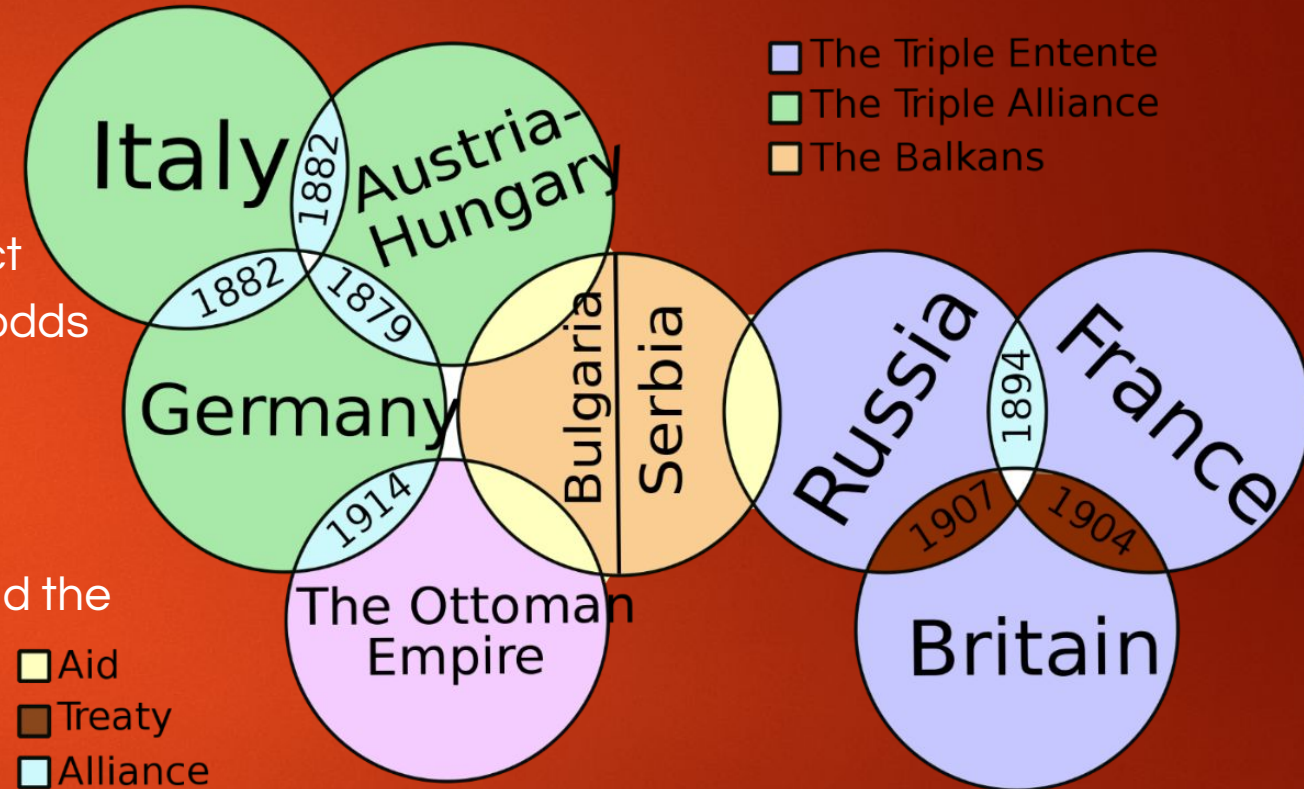 The Triple Entente
The Triple Alliance
The Balkans
Italy
1882
Austria-
Hungary
ct
odds
1882
1879
Germany
Bulgaria
Serbia
Russia
1894
France
1914
1907
1904
d the
The Ottoman
Empire
Britain
Aid
Treaty
Alliance